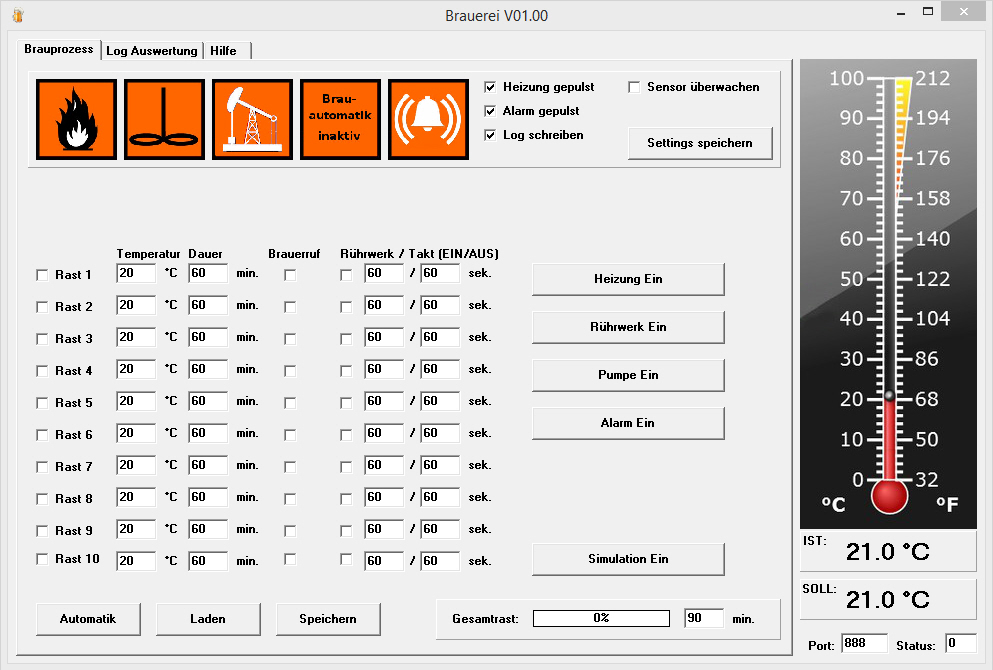 Brauerei V01.00
Brauprozess Log Auswertung Hilfe
Brau-
automatik
inaktiv
Heizung gepulst
Alarm gepulst
Log schreiben
Sensor überwachen
Settings speichern
Temperatur Dauer Brauerruf Rührwerk / Takt (EIN/AUS)
Rast 1 20 °C 60 min. 60 / 60 sek.
Rast 2 20 °C 60 min. 60 / 60 sek.
Rast 3 20 °C 60 min. 60 / 60 sek.
Rast 4 20 °C 60 min. 60 / 60 sek.
Rast 5 20 °C 60 min. 60 / 60 sek.
Rast 6 20 °C 60 min. 60 / 60 sek.
Rast 7 20 °C 60 min. 60 / 60 sek.
Rast 8 20 °C 60 min. 60 / 60 sek.
Rast 9 20 °C 60 min. 60 / 60 sek.
Rast 10 20 °C 60 min. 60 / 60 sek.
Heizung Ein
Rührwerk Ein
Pumpe Ein
Alarm Ein
Simulation Ein
Automatik Laden Speichern
Gesamtrast: 0% 90 min.
100 212
90 194
80 176
70 158
60 140
50 122
40 104
30 86
20 68
10 50
0 32
ºC ºF
IST: 21.0 °C
SOLL: 21.0 °C
Port: 888 Status: 0